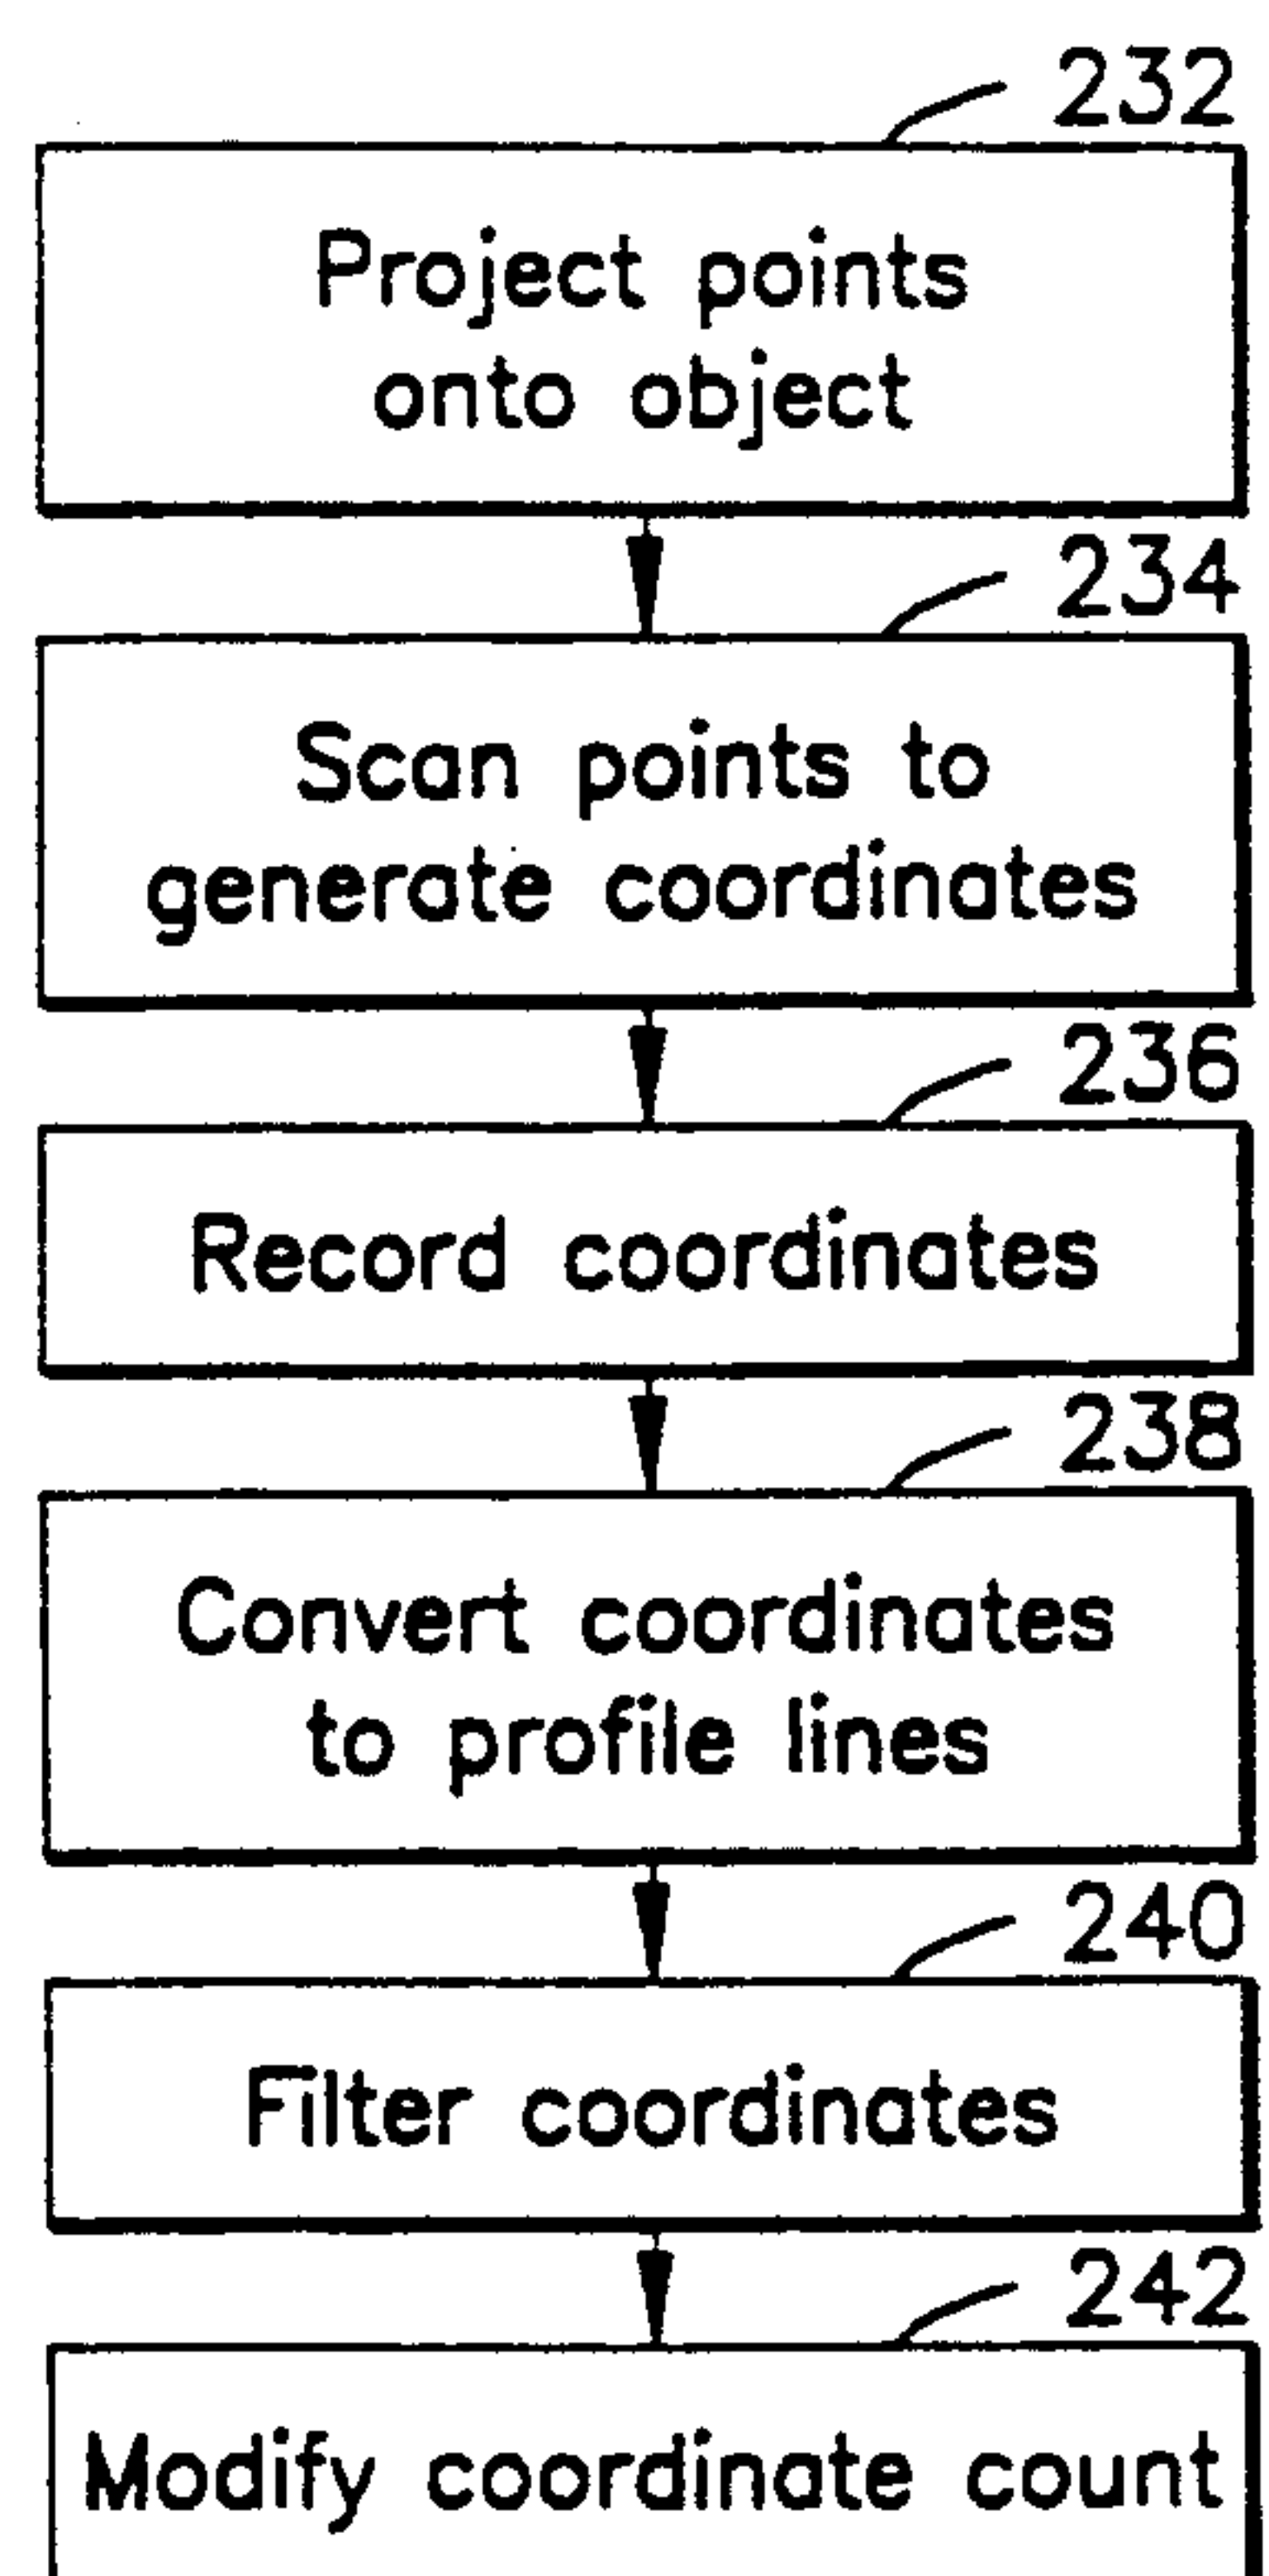 232
Project points
onto object
234
Scan points to
generate coordinates
236
Record coordinates
238
Convert coordinates
to profile lines
240
Filter coordinates
242
Modify coordinate count